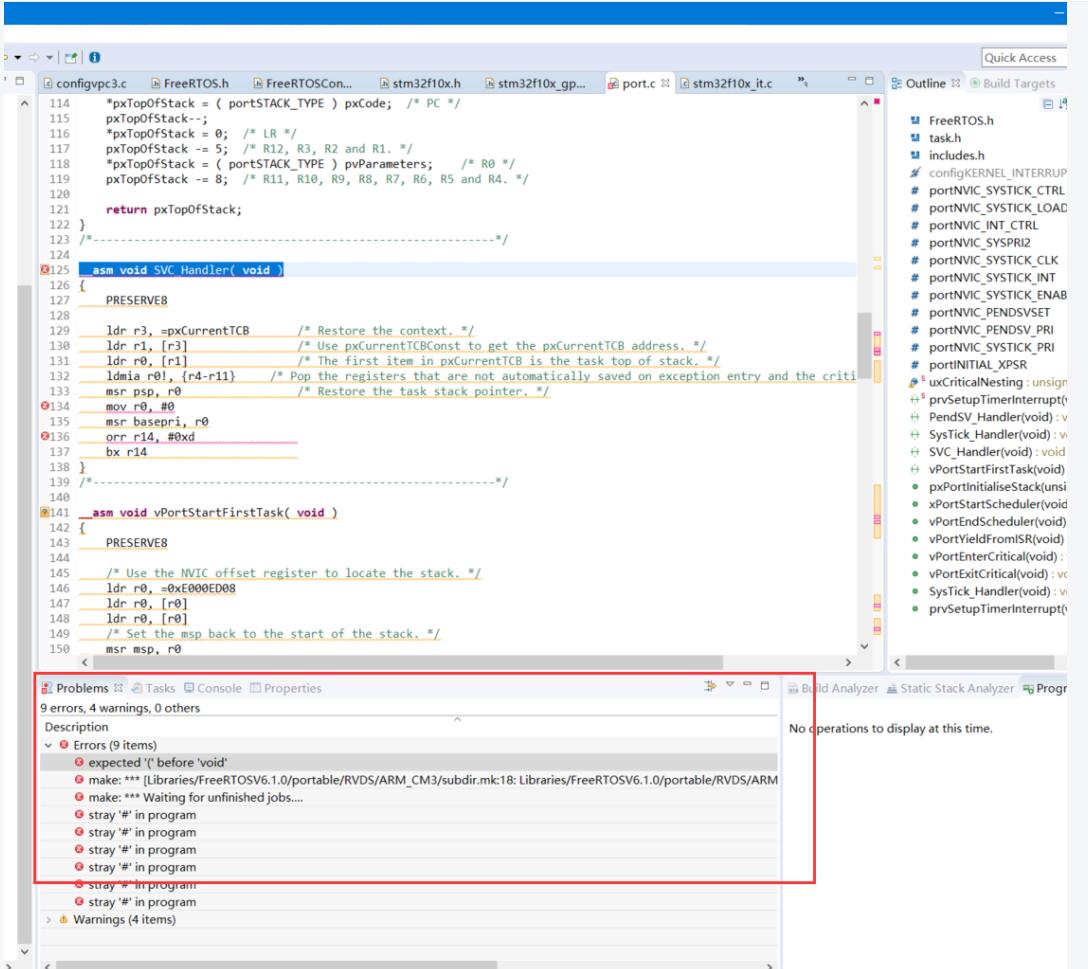 Quick Access
configvpc3.c FreeRTOS.h FreeRTOSCon... stm32f10x.h stm32f10x_gp... port.c stm32f10x_it.c
Outline Build Targets
114 *pxTopOfStack = ( portSTACK_TYPE ) pxCode; /* PC */
115 pxTopOfStack--;
116 *pxTopOfStack = 0; /* LR */
117 pxTopOfStack -= 5; /* R12, R3, R2 and R1. */
118 *pxTopOfStack = ( portSTACK_TYPE ) pvParameters; /* R0 */
119 pxTopOfStack -= 8; /* R11, R10, R9, R8, R7, R6, R5 and R4. */
120
121 return pxTopOfStack;
122 }
123 /*-----------------------------------------------------------*/
124
125 __asm void SVC_Handler( void )
126 {
127 PRESERVE8
128
129 ldr r3, =pxCurrentTCB /* Restore the context. */
130 ldr r1, [r3] /* Use pxCurrentTCBConst to get the pxCurrentTCB address. */
131 ldr r0, [r1] /* The first item in pxCurrentTCB is the task top of stack. */
132 ldmia r0!, {r4-r11} /* Pop the registers that are not automatically saved on exception entry and the criti
133 msr psp, r0 /* Restore the task stack pointer. */
134 mov r0, #0
135 msr basepri, r0
136 orr r14, #0xd
137 bx r14
138 }
139 /*-----------------------------------------------------------*/
140
141 __asm void vPortStartFirstTask( void )
142 {
143 PRESERVE8
144
145 /* Use the NVIC offset register to locate the stack. */
146 ldr r0, =0xE000ED08
147 ldr r0, [r0]
148 ldr r0, [r0]
149 /* Set the msp back to the start of the stack. */
150 msr msp, r0
FreeRTOS.h
task.h
includes.h
configKERNEL_INTERRUP
portNVIC_SYSTICK_CTRL
portNVIC_SYSTICK_LOAD
portNVIC_INT_CTRL
portNVIC_SYSPRI2
portNVIC_SYSTICK_CLK
portNVIC_SYSTICK_INT
portNVIC_SYSTICK_ENAB
portNVIC_PENDSVSET
portNVIC_PENDSV_PRI
portNVIC_SYSTICK_PRI
portINITIAL_XPSR
uxCriticalNesting : unsign
prvSetupTimerInterrupt(v
PendSV_Handler(void) : v
SysTick_Handler(void) : v
SVC_Handler(void) : void
vPortStartFirstTask(void)
pxPortInitialiseStack(unsi
xPortStartScheduler(void
vPortEndScheduler(void)
vPortYieldFromISR(void)
vPortEnterCritical(void) :
vPortExitCritical(void) : vo
SysTick_Handler(void) : v
prvSetupTimerInterrupt(v
Problems Tasks Console Properties
9 errors, 4 warnings, 0 others
Description
Errors (9 items)
expected '(' before 'void'
make: *** [Libraries/FreeRTOSV6.1.0/portable/RVDS/ARM_CM3/subdir.mk:18: Libraries/FreeRTOSV6.1.0/portable/RVDS/ARM
make: *** Waiting for unfinished jobs....
stray '#' in program
stray '#' in program
stray '#' in program
stray '#' in program
stray '#' in program
stray '#' in program
Warnings (4 items)
Build Analyzer Static Stack Analyzer Progr
No operations to display at this time.